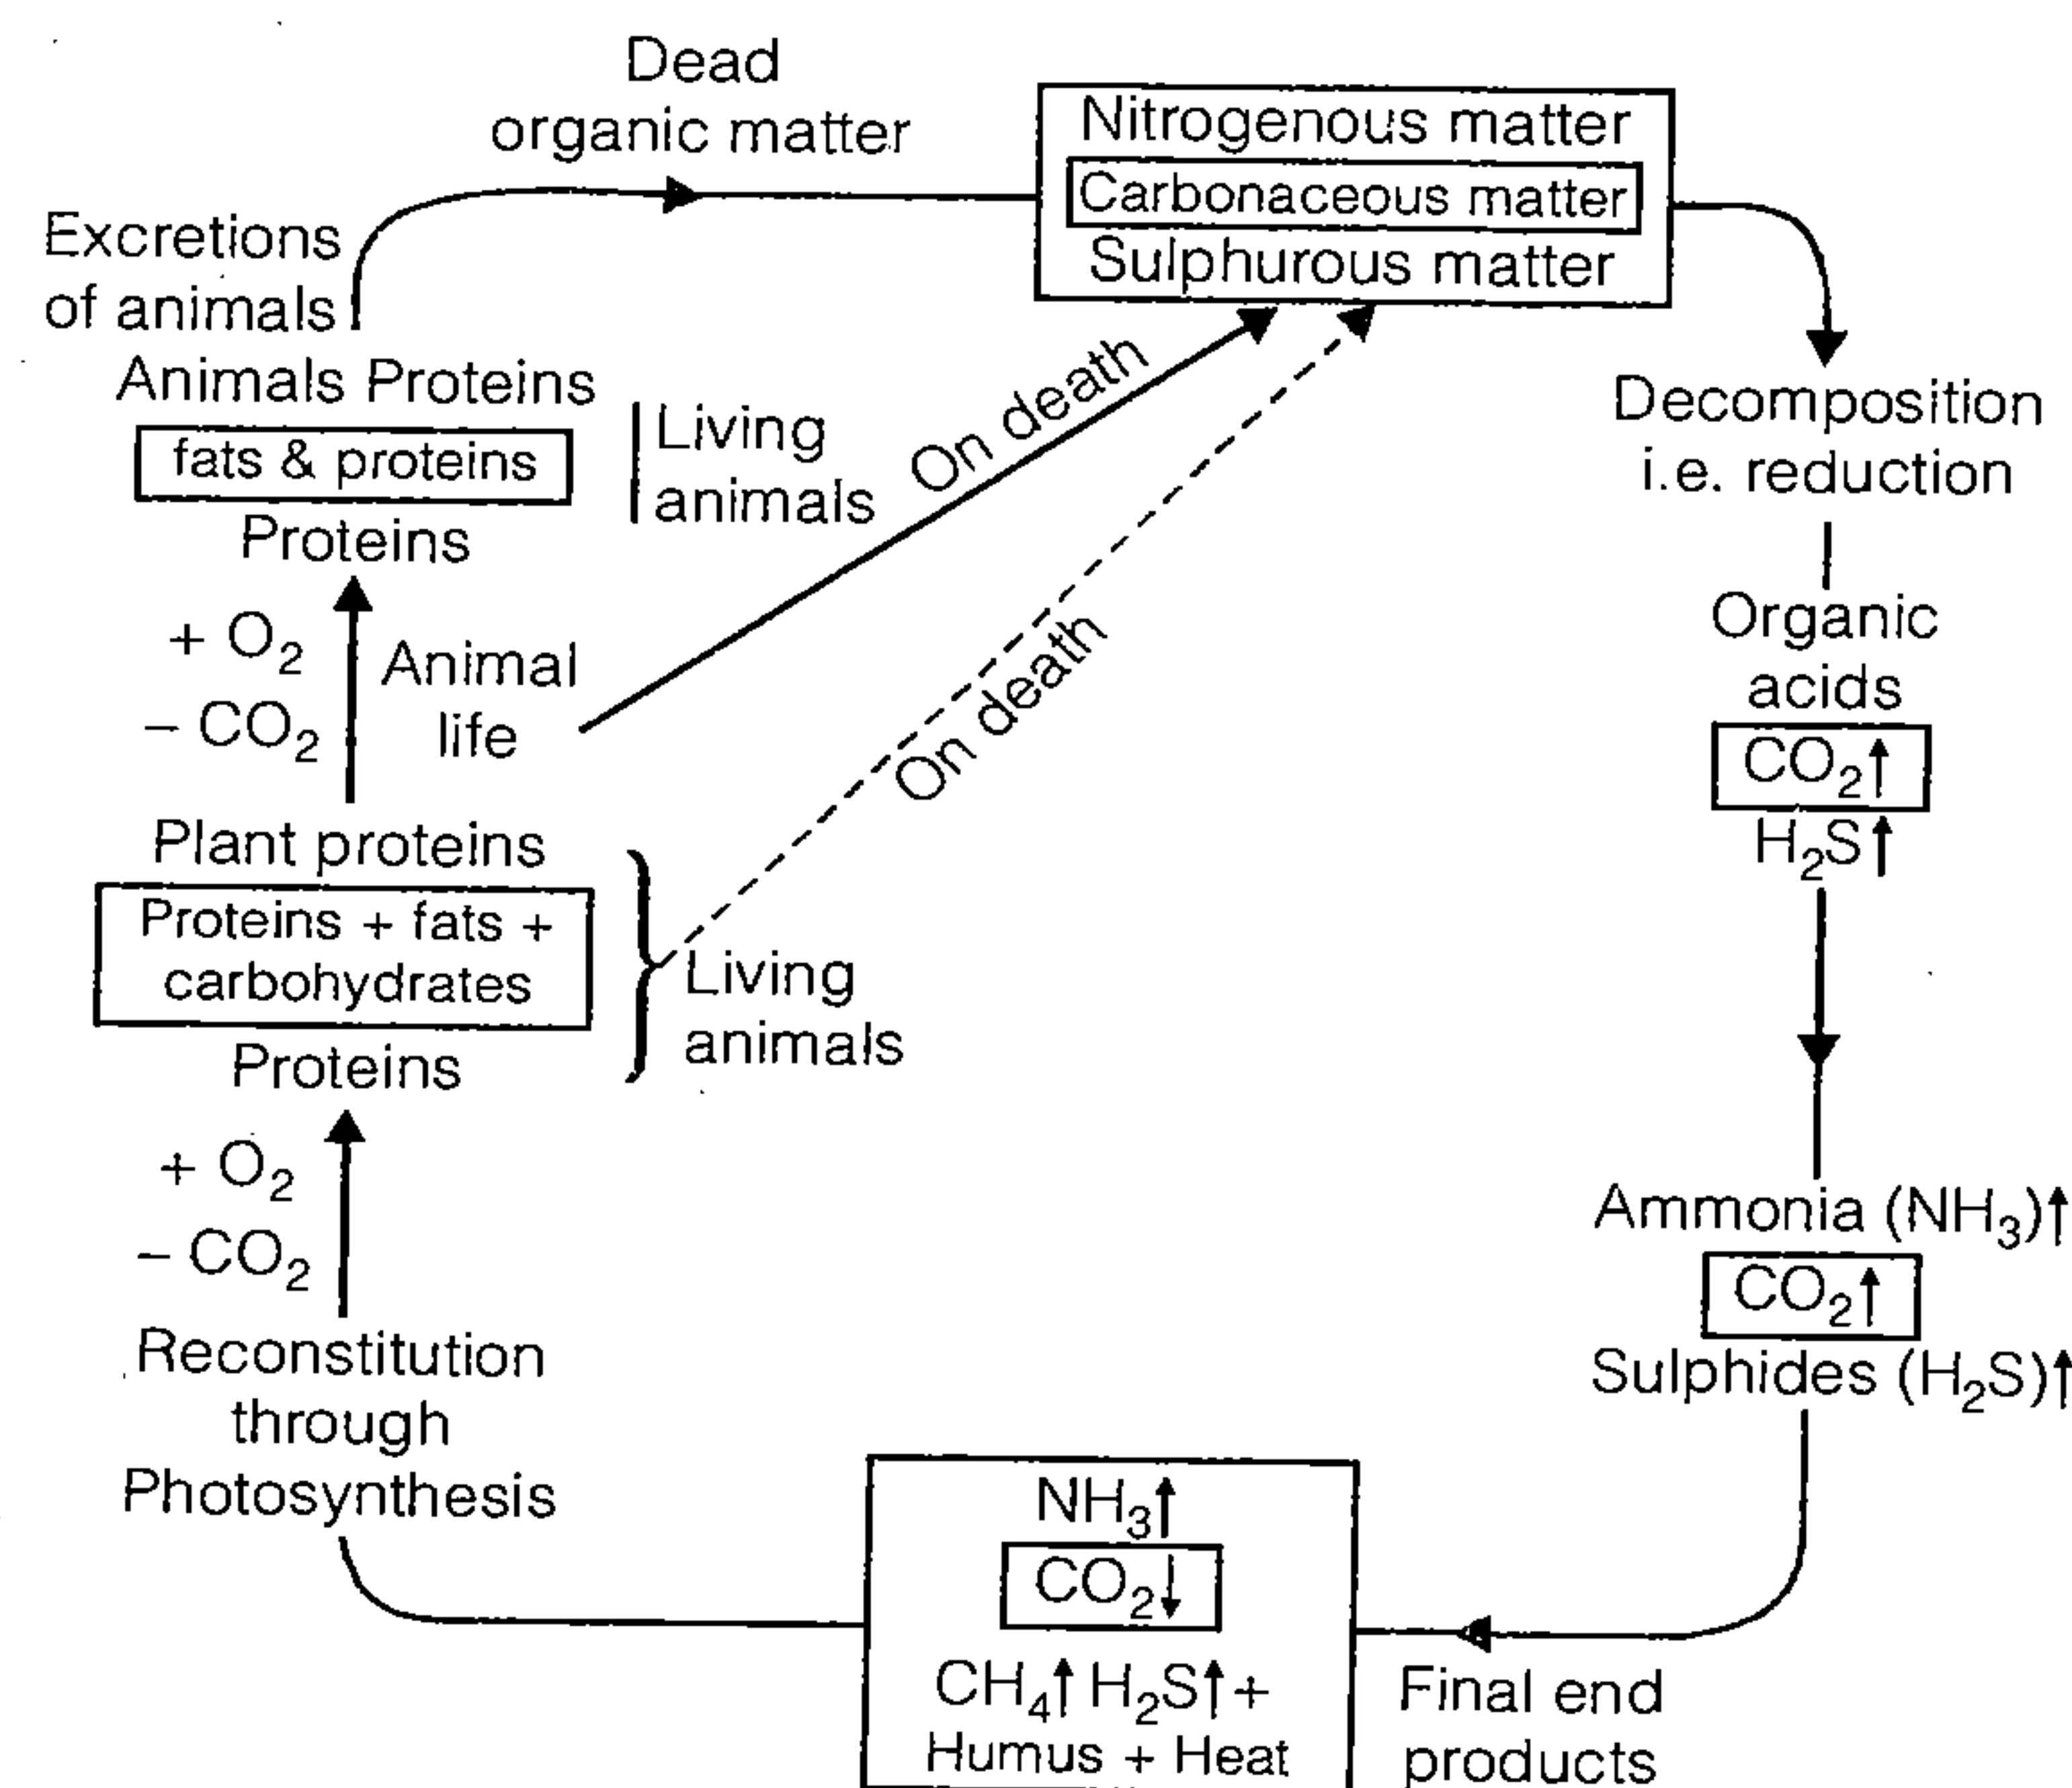 Dead
organic matter
Nitrogenous matter
Carbonaceous matter
Sulphurous matter
Excretions
of animals
Animals Proteins
fats & proteins
Proteins
Living
animals
On death
Decomposition
i.e. reduction
+ O₂
− CO₂
Animal
life
On death
Organic
acids
CO₂↑
H₂S↑
Plant proteins
Proteins + fats +
carbohydrates
Proteins
Living
animals
+ O₂
− CO₂
Ammonia (NH₃)↑
CO₂↑
Sulphides (H₂S)↑
Reconstitution
through
Photosynthesis
NH₃↑
CO₂↓
CH₄↑ H₂S↑ +
Humus + Heat
Final end
products